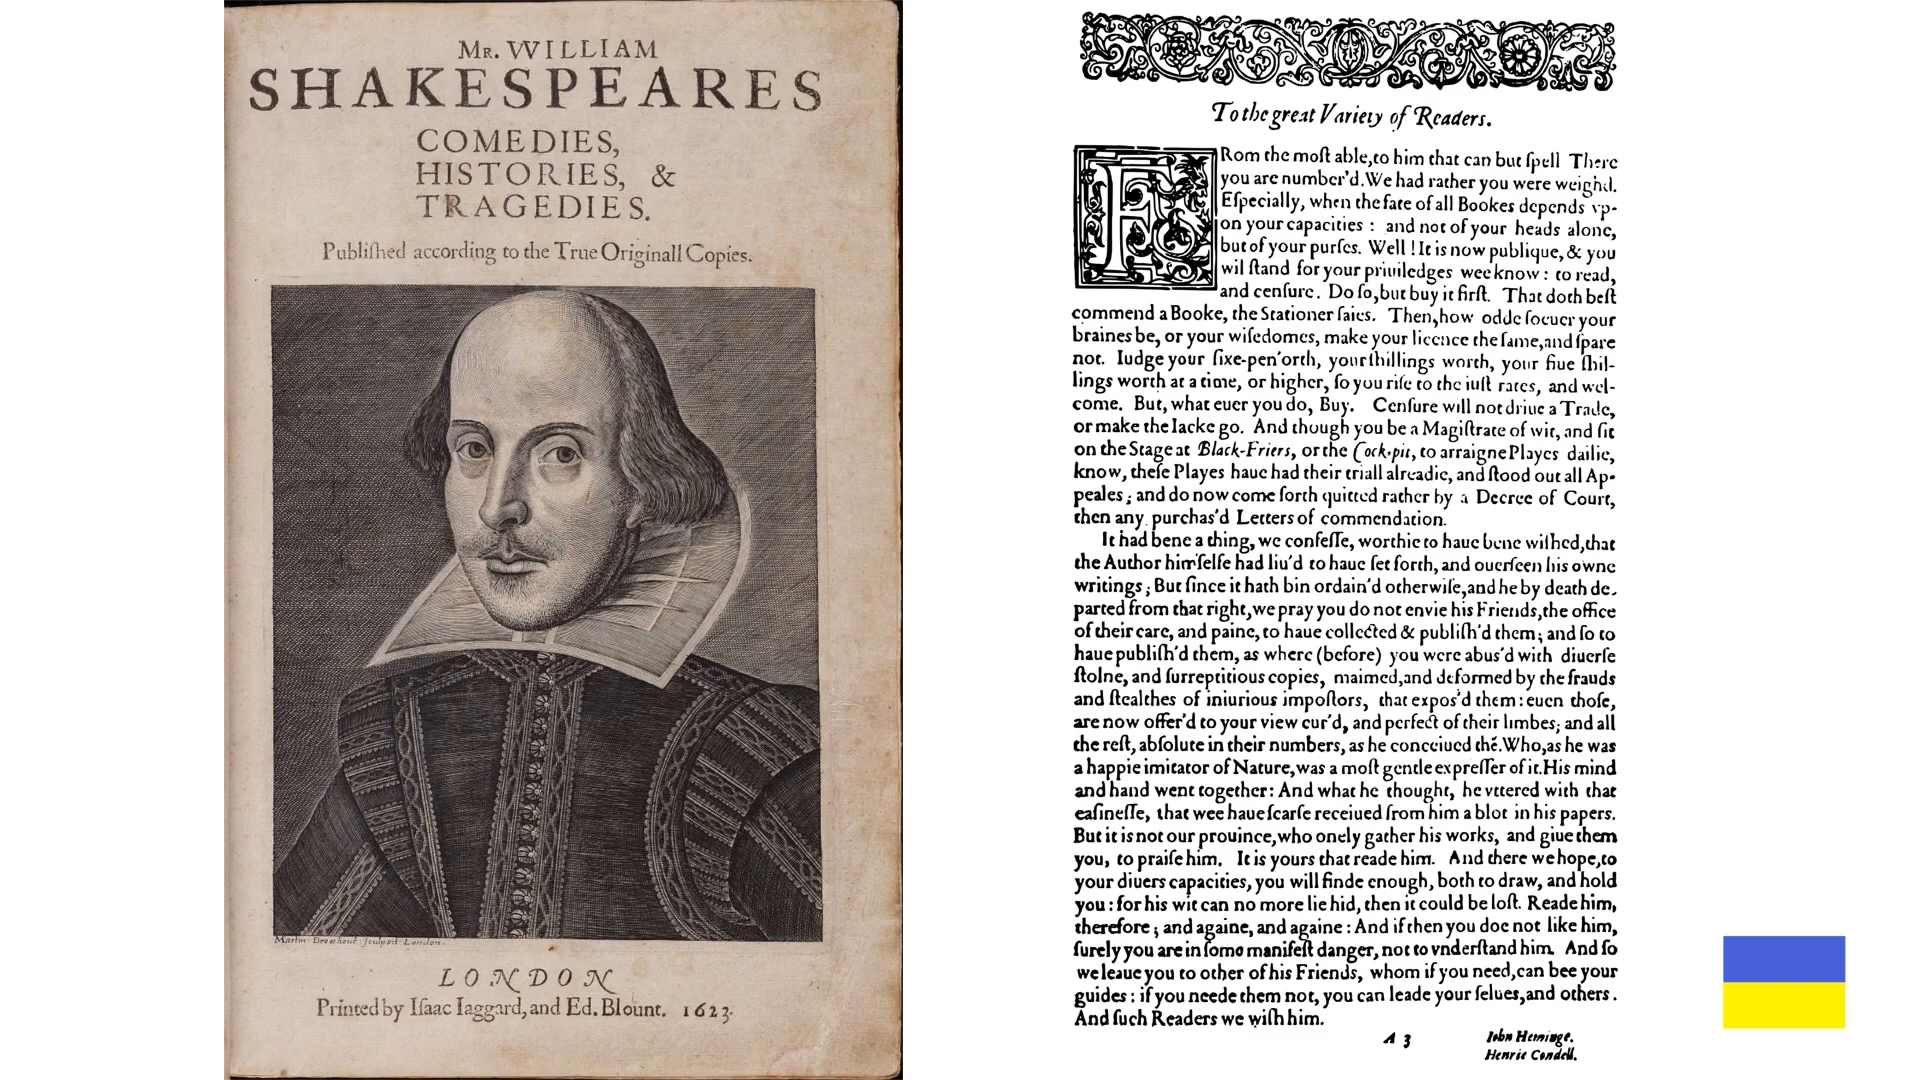 Mr. WILLIAM
SHAKESPEARES
COMEDIES,
HISTORIES, &
TRAGEDIES.
Publiſhed according to the True Originall Copies.
Martin Droeshout ſculpsit London.
LONDON
Printed by Iſaac Iaggard, and Ed. Blount. 1623.
To the great Variety of Readers.
FRom the moſt able, to him that can but ſpell There
you are number'd. We had rather you were weighd.
Eſpecially, when the fate of all Bookes depends vp-
on your capacities : and not of your heads alone,
but of your purſes. Well ! It is now publique, & you
wil ſtand for your priuiledges wee know : to read,
and cenſure. Do ſo, but buy it firſt. That doth beſt
commend a Booke, the Stationer ſaies. Then, how odde ſoeuer your
braines be, or your wiſedomes, make your licence the ſame, and ſpare
not. Iudge your ſixe-pen'orth, your ſhillings worth, your fiue ſhil-
lings worth at a time, or higher, ſo you riſe to the iuſt rates, and wel-
come. But, what euer you do, Buy. Cenſure will not driue a Trade,
or make the Iacke go. And though you be a Magiſtrate of wit, and ſit
on the Stage at Black-Friers, or the Cock-pit, to arraigne Playes dailie,
know, theſe Playes haue had their triall alreadie, and ſtood out all Ap-
peales ; and do now come forth quitted rather by a Decree of Court,
then any purchas'd Letters of commendation.
It had bene a thing, we confeſſe, worthie to haue bene wiſhed, that
the Author himſelfe had liu'd to haue ſet forth, and ouerſeen his owne
writings ; But ſince it hath bin ordain'd otherwiſe, and he by death de-
parted from that right, we pray you do not envie his Friends, the office
of their care, and paine, to haue collected & publiſh'd them; and ſo to
haue publiſh'd them, as where (before) you were abus'd with diuerſe
ſtolne, and ſurreptitious copies, maimed, and deformed by the frauds
and ſtealthes of iniurious impoſtors, that expos'd them : euen thoſe,
are now offer'd to your view cur'd, and perfect of their limbes; and all
the reſt, abſolute in their numbers, as he conceiued thē. Who, as he was
a happie imitator of Nature, was a moſt gentle expreſſer of it. His mind
and hand went together: And what he thought, he vttered with that
eaſineſſe, that wee haue ſcarſe receiued from him a blot in his papers.
But it is not our prouince, who onely gather his works, and giue them
you, to praiſe him. It is yours that reade him. And there we hope, to
your diuers capacities, you will finde enough, both to draw, and hold
you : for his wit can no more lie hid, then it could be loſt. Reade him,
therefore ; and againe, and againe : And if then you doe not like him,
ſurely you are in ſome manifeſt danger, not to vnderſtand him. And ſo
we leaue you to other of his Friends, whom if you need, can bee your
guides : if you neede them not, you can leade your ſelues, and others.
And ſuch Readers we wiſh him.
A 3
Iohn Heminge.
Henrie Condell.